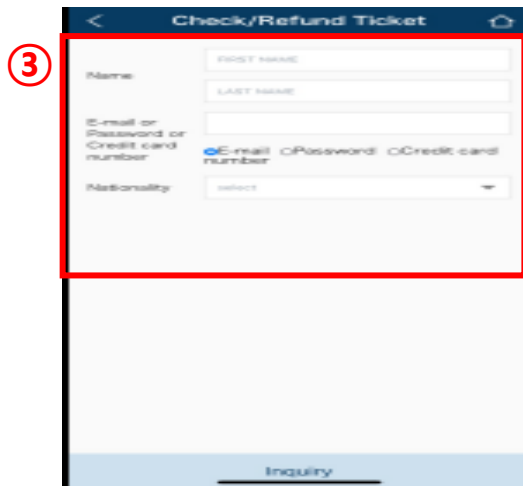 Check/Refund Ticket
③
Name
FIRST NAME
LAST NAME
E-mail or
Password or
Credit card
number
E-mail Password Credit card
number
Nationality
select
Inquiry